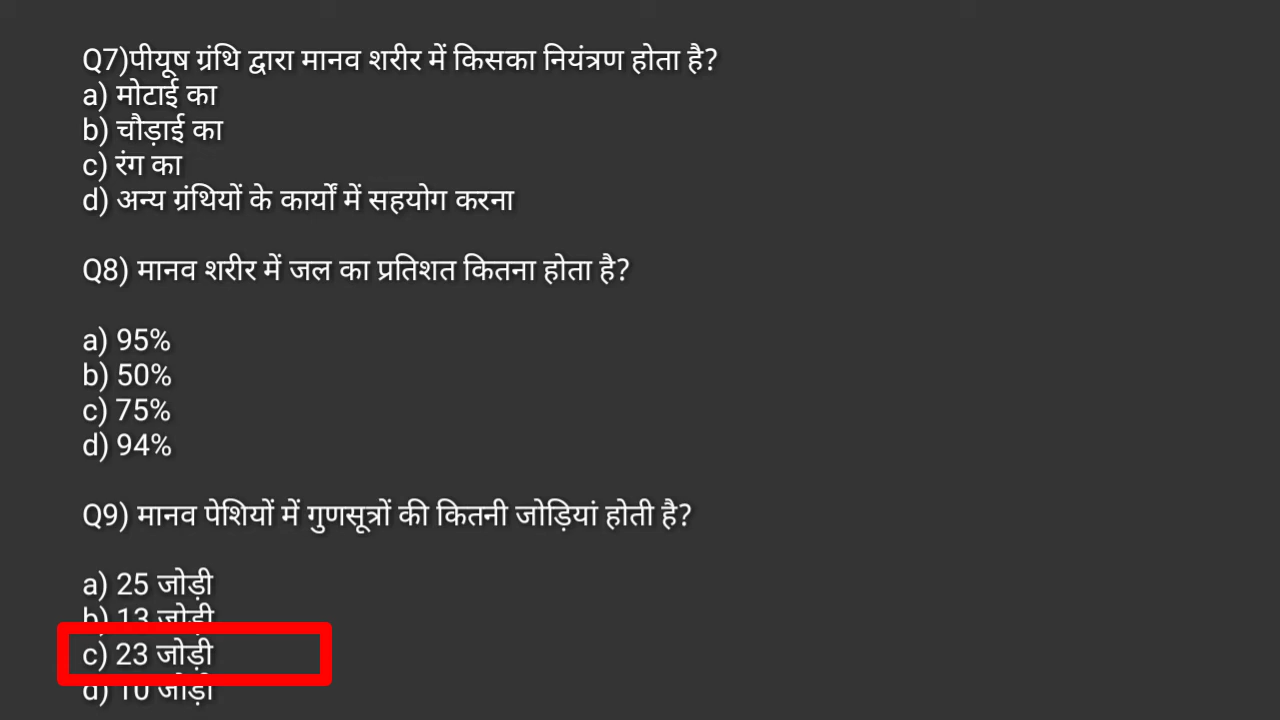 Q7)पीयूष ग्रंथि द्वारा मानव शरीर में किसका नियंत्रण होता है?
a) मोटाई का
b) चौड़ाई का
c) रंग का
d) अन्य ग्रंथियों के कार्यों में सहयोग करना
Q8) मानव शरीर में जल का प्रतिशत कितना होता है?
a) 95%
b) 50%
c) 75%
d) 94%
Q9) मानव पेशियों में गुणसूत्रों की कितनी जोड़ियां होती है?
a) 25 जोड़ी
b) 13 जोड़ी
c) 23 जोड़ी
d) 10 जोड़ी